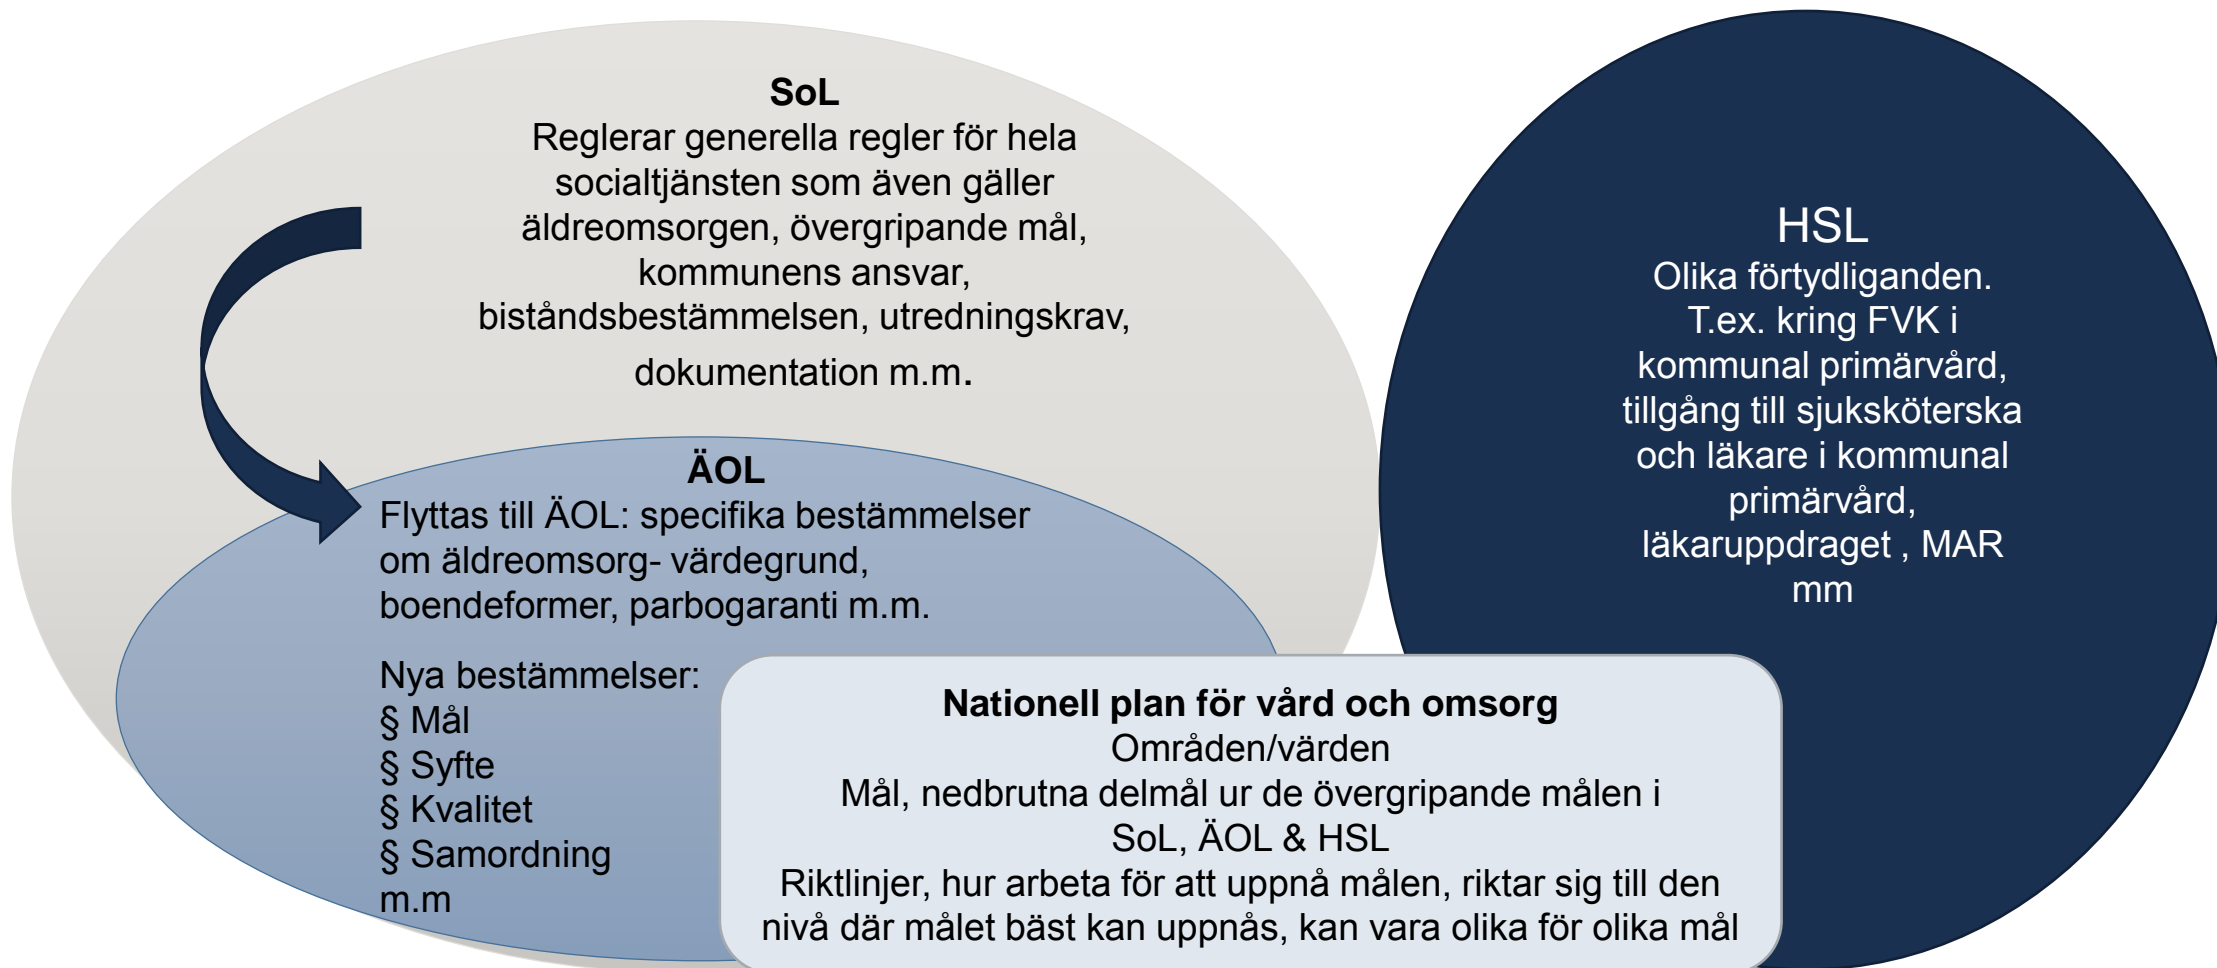 SoL
Reglerar generella regler för hela
socialtjänsten som även gäller
äldreomsorgen, övergripande mål,
kommunens ansvar,
biståndsbestämmelsen, utredningskrav,
dokumentation m.m.
ÄOL
Flyttas till ÄOL: specifika bestämmelser
om äldreomsorg- värdegrund,
boendeformer, parbogaranti m.m.
Nya bestämmelser:
§ Mål
§ Syfte
§ Kvalitet
§ Samordning
m.m
Nationell plan för vård och omsorg
Områden/värden
Mål, nedbrutna delmål ur de övergripande målen i
SoL, ÄOL & HSL
Riktlinjer, hur arbeta för att uppnå målen, riktar sig till den
nivå där målet bäst kan uppnås, kan vara olika för olika mål
HSL
Olika förtydliganden.
T.ex. kring FVK i
kommunal primärvård,
tillgång till sjuksköterska
och läkare i kommunal
primärvård,
läkaruppdraget , MAR
mm